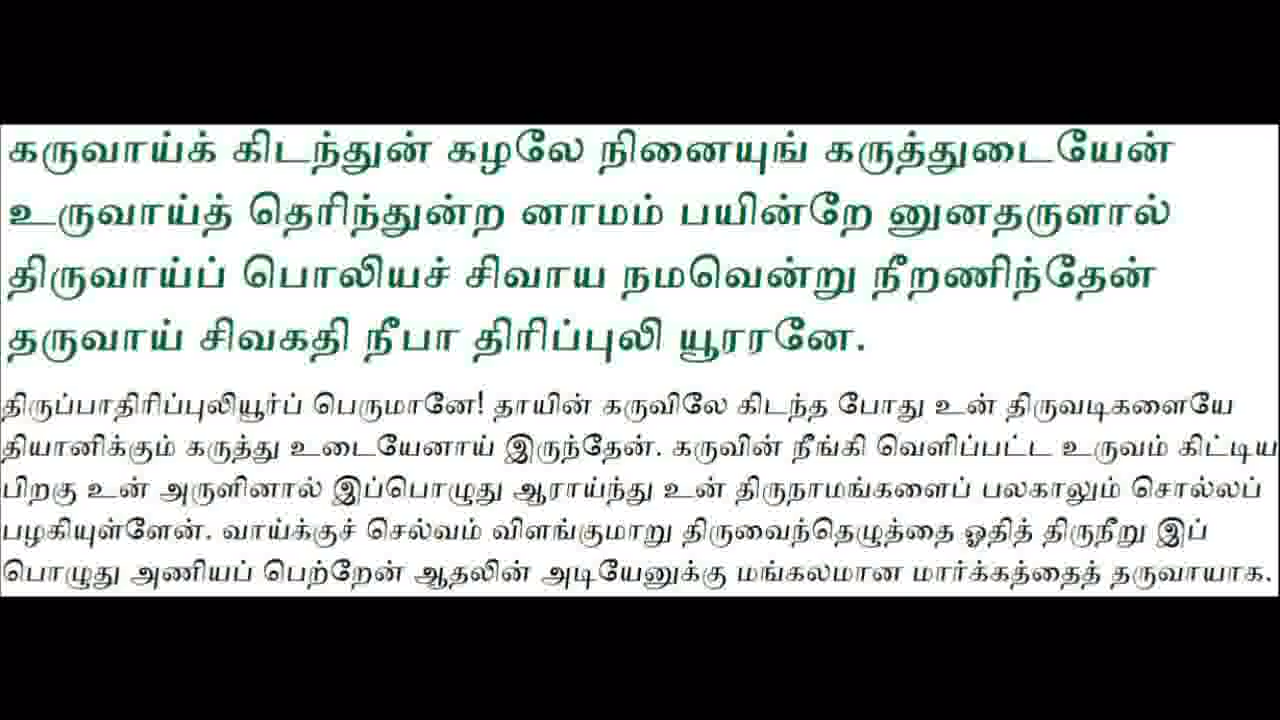 கருவாய்க் கிடந்துன் கழலே நினையுங் கருத்துடையேன்
உருவாய்த் தெரிந்துன்ற னாமம் பயின்றே னுனதருளால்
திருவாய்ப் பொலியச் சிவாய நமவென்று நீறணிந்தேன்
தருவாய் சிவகதி நீபா திரிப்புலி யூரரனே.
திருப்பாதிரிப்புலியூர்ப் பெருமானே! தாயின் கருவிலே கிடந்த போது உன் திருவடிகளையே
தியானிக்கும் கருத்து உடையேனாய் இருந்தேன். கருவின் நீங்கி வெளிப்பட்ட உருவம் கிட்டிய
பிறகு உன் அருளினால் இப்பொழுது ஆராய்ந்து உன் திருநாமங்களைப் பலகாலும் சொல்லப்
பழகியுள்ளேன். வாய்க்குச் செல்வம் விளங்குமாறு திருவைந்தெழுத்தை ஓதித் திருநீறு இப்
பொழுது அணியப் பெற்றேன் ஆதலின் அடியேனுக்கு மங்கலமான மார்க்கத்தைத் தருவாயாக.